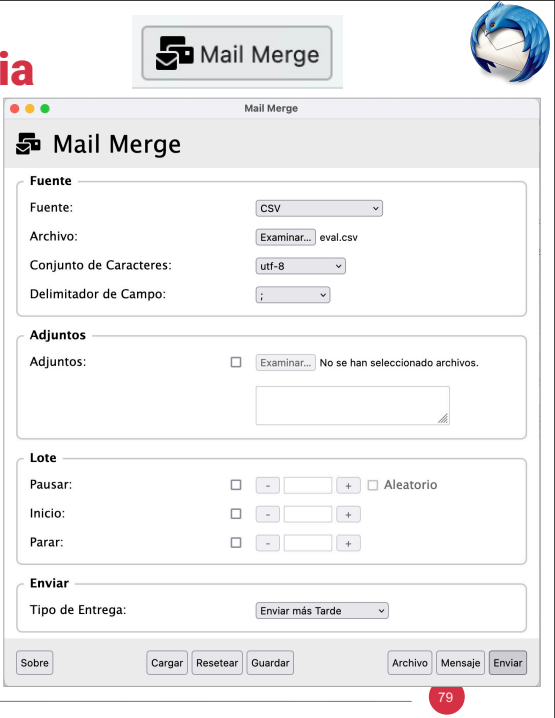 Mail Merge
ia
Mail Merge
Mail Merge
Fuente
Fuente: CSV
Archivo: Examinar... eval.csv
Conjunto de Caracteres: utf-8
Delimitador de Campo: ;
Adjuntos
Adjuntos: Examinar... No se han seleccionado archivos.
Lote
Pausar: - + Aleatorio
Inicio: - +
Parar: - +
Enviar
Tipo de Entrega: Enviar más Tarde
Sobre Cargar Resetear Guardar Archivo Mensaje Enviar
79